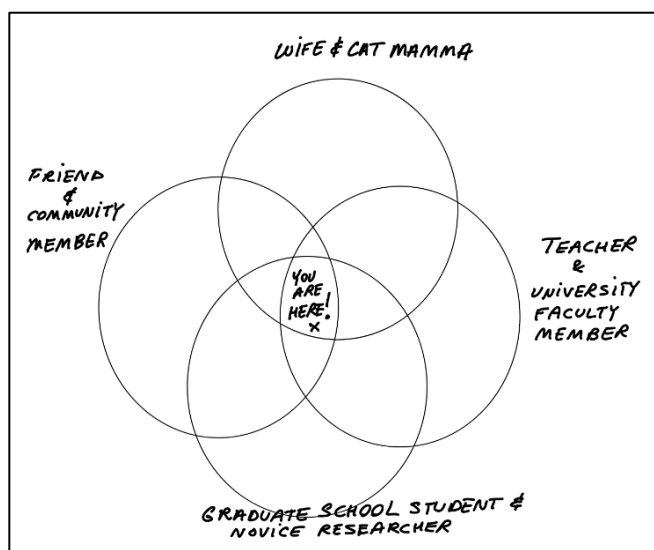 WIFE & CAT MAMMA
FRIEND
&
COMMUNITY
MEMBER
TEACHER
&
UNIVERSITY
FACULTY
MEMBER
YOU
ARE
HERE!
x
GRADUATE SCHOOL STUDENT &
NOVICE RESEARCHER